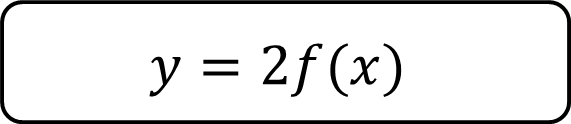 𝑦 = 2𝑓(𝑥)